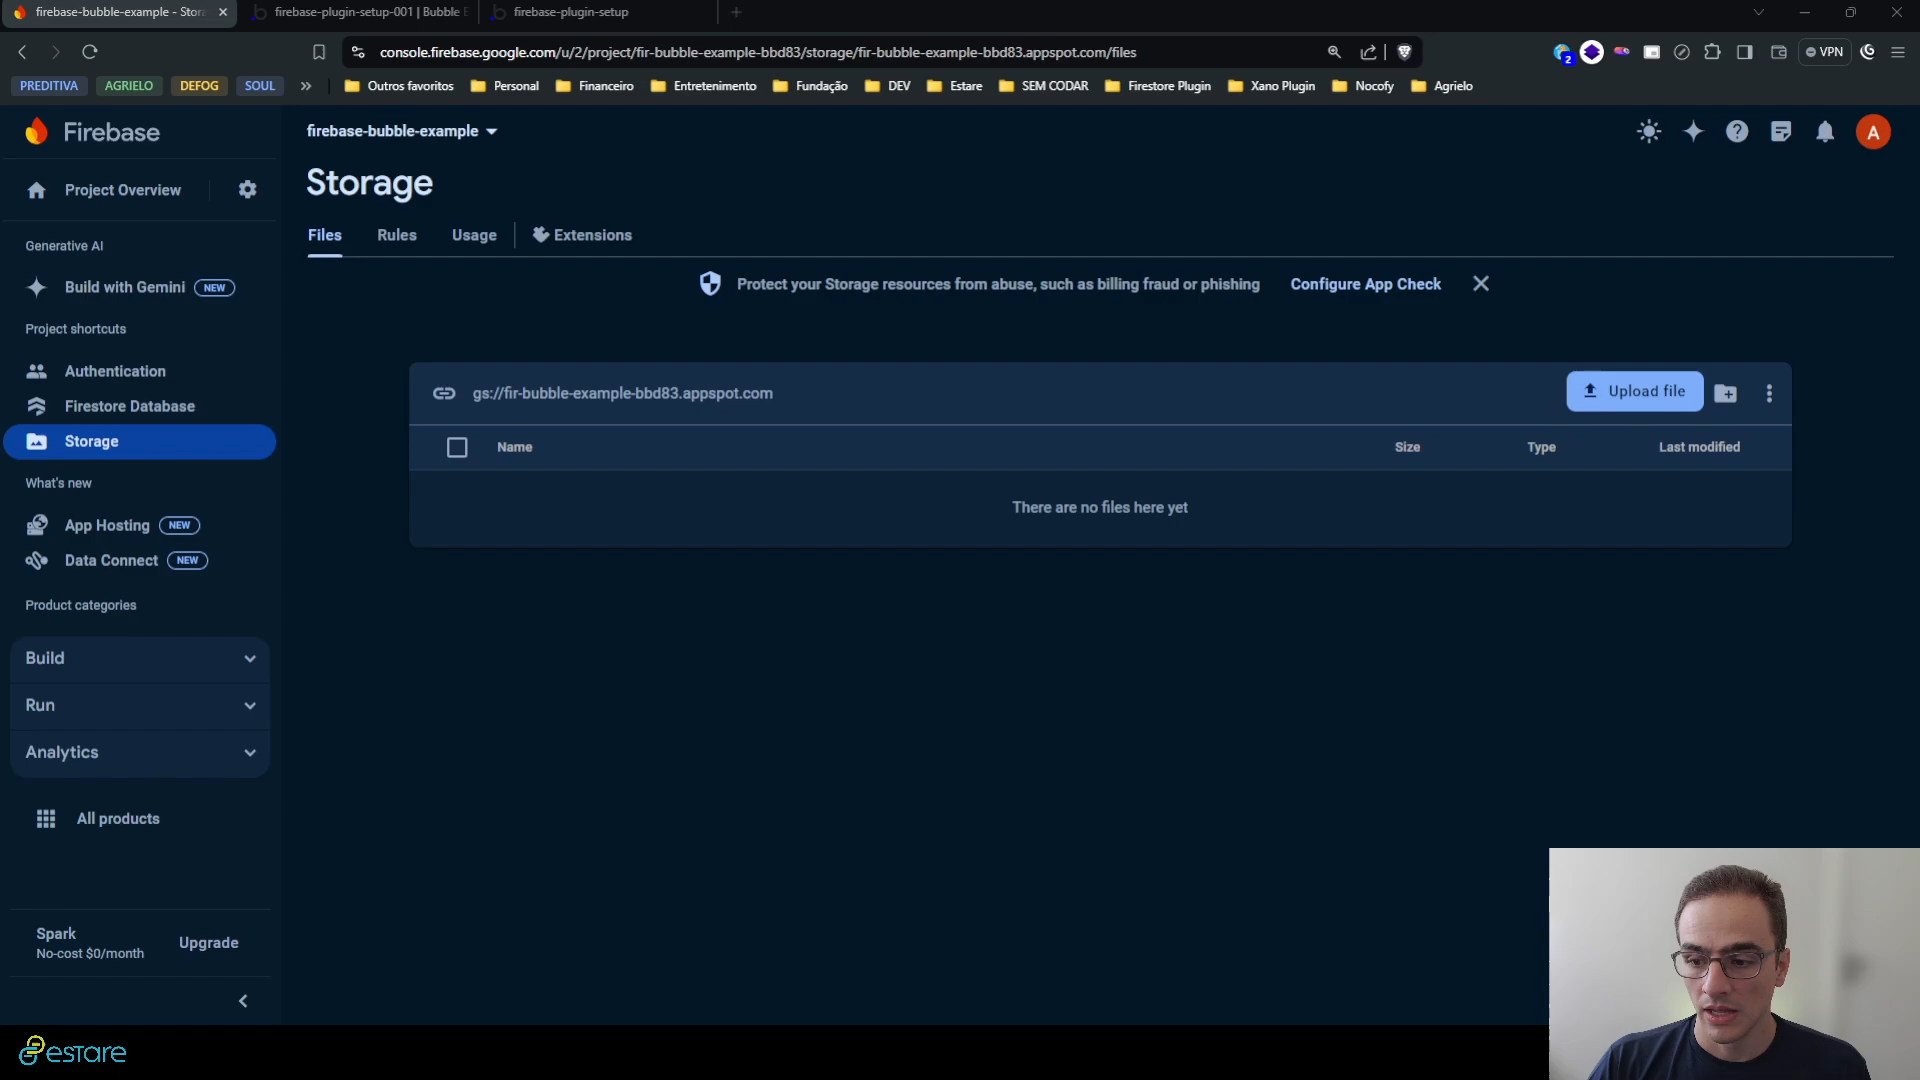 firebase-bubble-example - Stora
firebase-plugin-setup-001 | Bubble E
firebase-plugin-setup
console.firebase.google.com/u/2/project/fir-bubble-example-bbd83/storage/fir-bubble-example-bbd83.appspot.com/files
2
VPN
PREDITIVA
AGRIELO
DEFOG
SOUL
Outros favoritos
Personal
Financeiro
Entretenimento
Fundação
DEV
Estare
SEM CODAR
Firestore Plugin
Xano Plugin
Nocofy
Agrielo
Firebase
firebase-bubble-example
A
Project Overview
Storage
Generative AI
Files
Rules
Usage
Extensions
Build with Gemini NEW
Protect your Storage resources from abuse, such as billing fraud or phishing
Configure App Check
Project shortcuts
Authentication
Firestore Database
Storage
gs://fir-bubble-example-bbd83.appspot.com
Upload file
Name
Size
Type
Last modified
There are no files here yet
What's new
App Hosting NEW
Data Connect NEW
Product categories
Build
Run
Analytics
All products
Spark
No-cost $0/month
Upgrade
estare